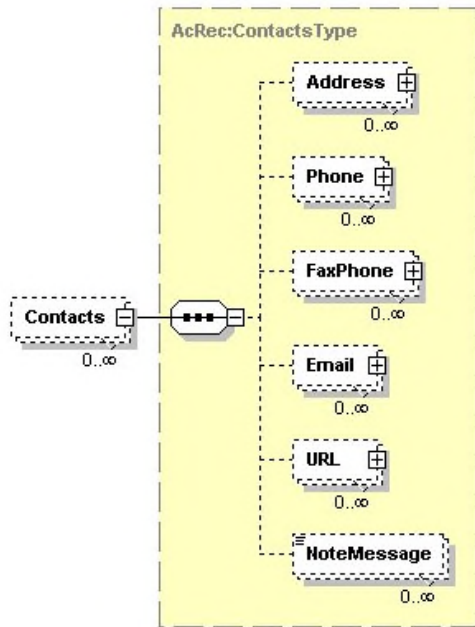 AcRec:ContactsType
Address
0..∞
Phone
0..∞
FaxPhone
0..∞
Contacts
0..∞
Email
0..∞
URL
0..∞
NoteMessage
0..∞